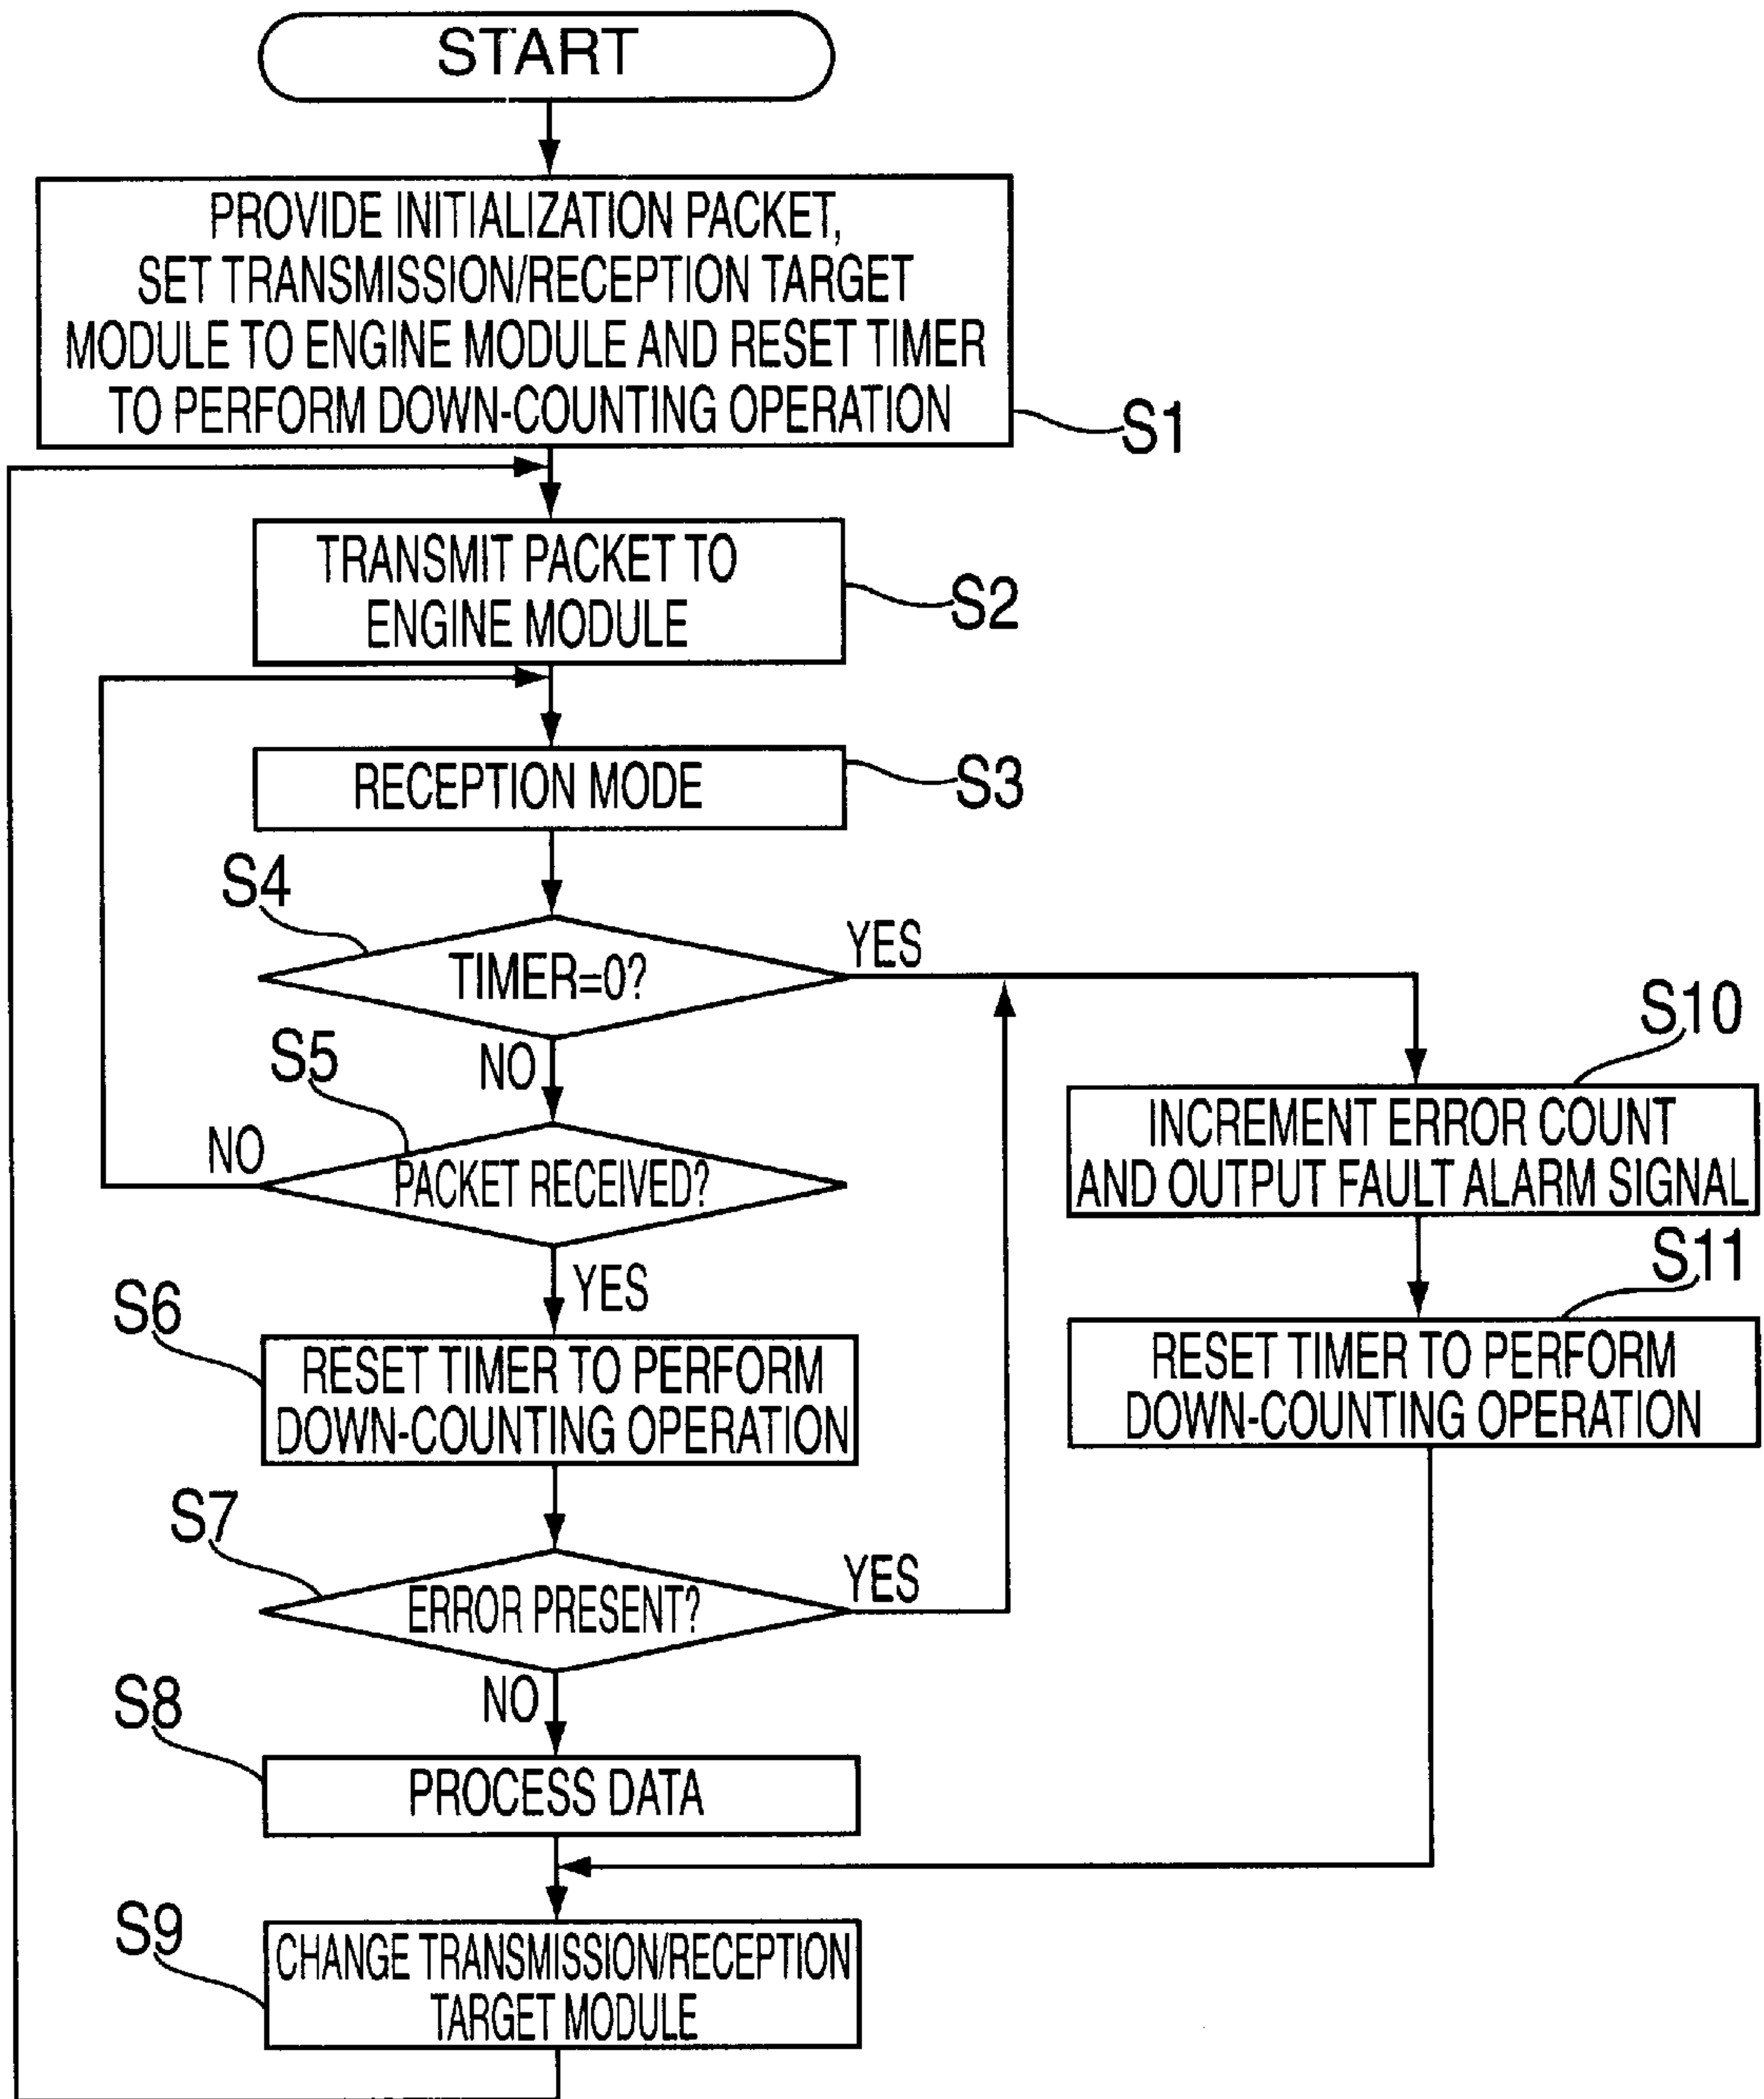 START
PROVIDE INITIALIZATION PACKET,
SET TRANSMISSION/RECEPTION TARGET
MODULE TO ENGINE MODULE AND RESET TIMER
TO PERFORM DOWN-COUNTING OPERATION
S1
TRANSMIT PACKET TO
ENGINE MODULE
S2
RECEPTION MODE
S3
S4
TIMER=0?
YES
NO
S5
PACKET RECEIVED?
NO
YES
S6
RESET TIMER TO PERFORM
DOWN-COUNTING OPERATION
S7
ERROR PRESENT?
YES
NO
S8
PROCESS DATA
S9
CHANGE TRANSMISSION/RECEPTION
TARGET MODULE
S10
INCREMENT ERROR COUNT
AND OUTPUT FAULT ALARM SIGNAL
S11
RESET TIMER TO PERFORM
DOWN-COUNTING OPERATION